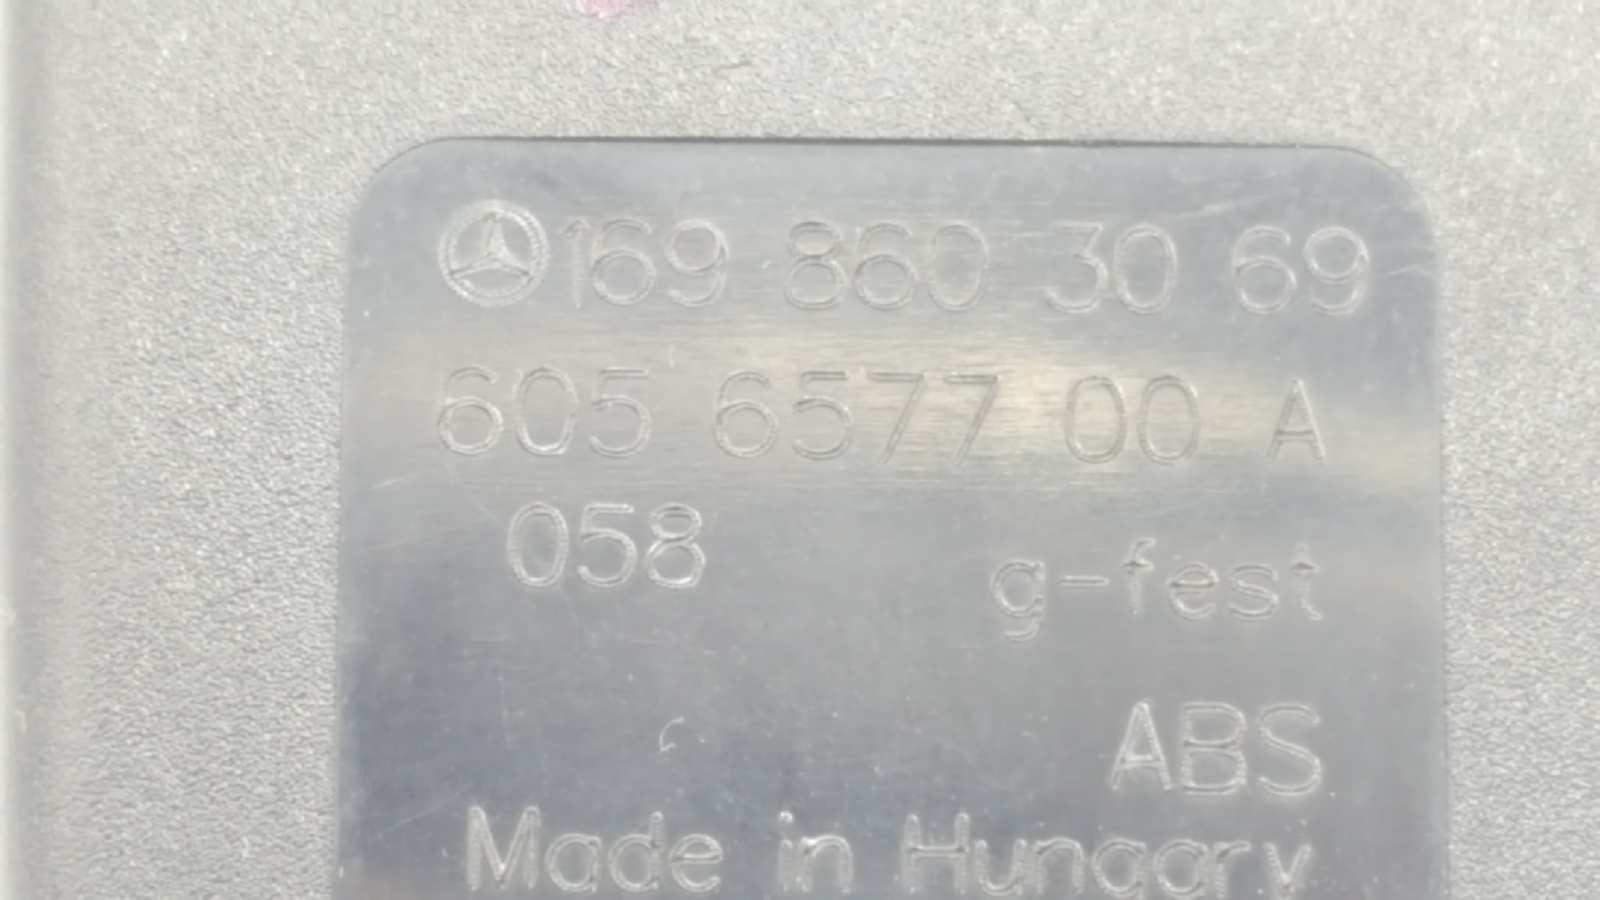 169 860 30 69
605 6577 00 A
058
g-fest
ABS
Made in Hungary